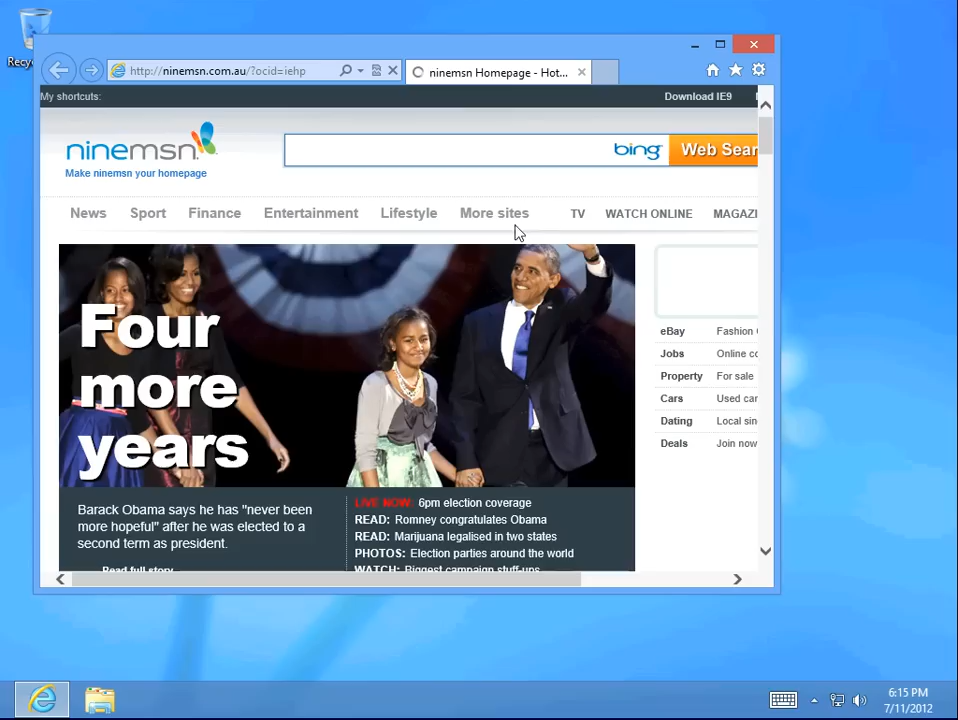 Recy
http://ninemsn.com.au/?ocid=iehp
ninemsn Homepage - Hot...
My shortcuts:
Download IE9
ninemsn
Make ninemsn your homepage
bing
Web Sear
News Sport Finance Entertainment Lifestyle More sites TV WATCH ONLINE MAGAZI
Four
more
years
Barack Obama says he has "never been
more hopeful" after he was elected to a
second term as president.
Read full story
LIVE NOW: 6pm election coverage
READ: Romney congratulates Obama
READ: Marijuana legalised in two states
PHOTOS: Election parties around the world
WATCH: Biggest campaign stuff-ups
eBay Fashion
Jobs Online co
Property For sale
Cars Used car
Dating Local sin
Deals Join now
6:15 PM
7/11/2012